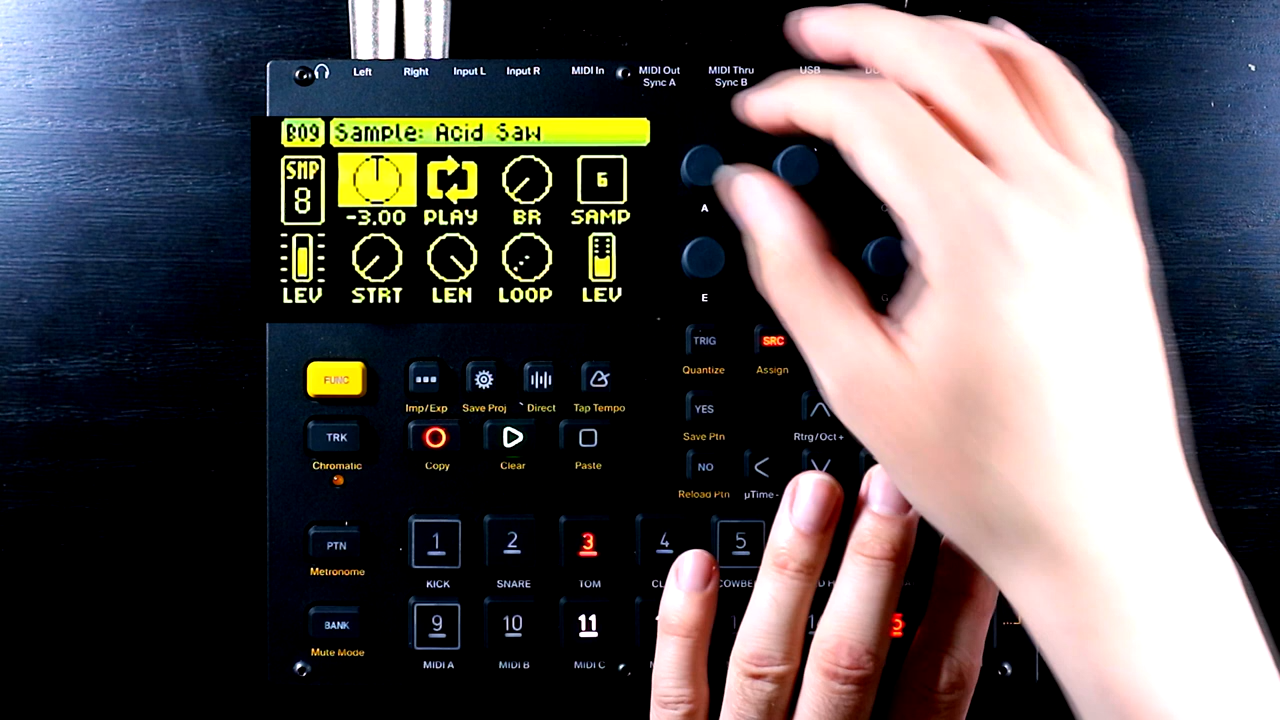 Left Right Input L Input R MIDI In MIDI Out MIDI Thru USB
Sync A Sync B
B09 Sample: Acid Saw
SMP
8
6
-3.00 PLAY BR SAMP
LEV STRT LEN LOOP LEV
A
E
TRIG SRC
Quantize Assign
FUNC
Imp/Exp Save Proj Direct Tap Tempo
YES
Save Ptn Rtrg/Oct+
TRK
Chromatic Copy Clear Paste
NO
Reload Ptn µTime-
PTN 1 2 3 4 5
Metronome KICK SNARE TOM
BANK 9 10 11
Mute Mode MIDI A MIDI B MIDI C